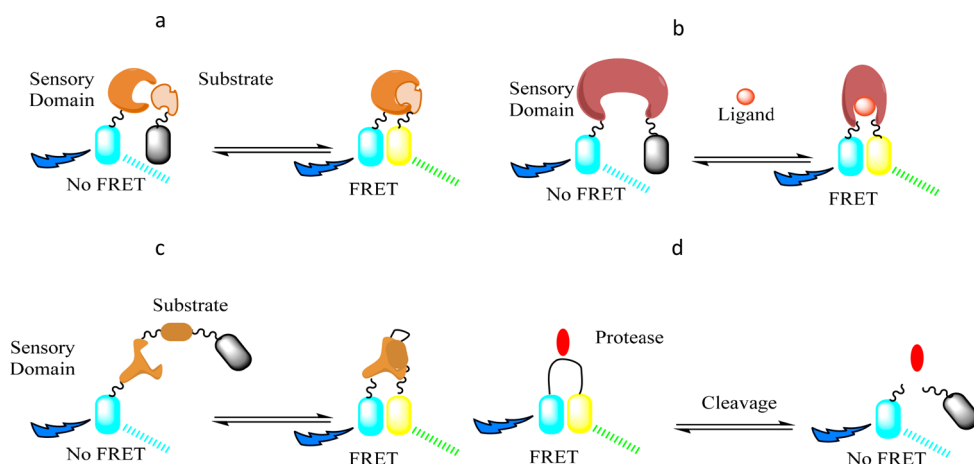 a
Sensory
Domain
Substrate
No FRET
FRET
b
Sensory
Domain
Ligand
No FRET
FRET
c
Substrate
Sensory
Domain
No FRET
FRET
d
Protease
Cleavage
FRET
No FRET